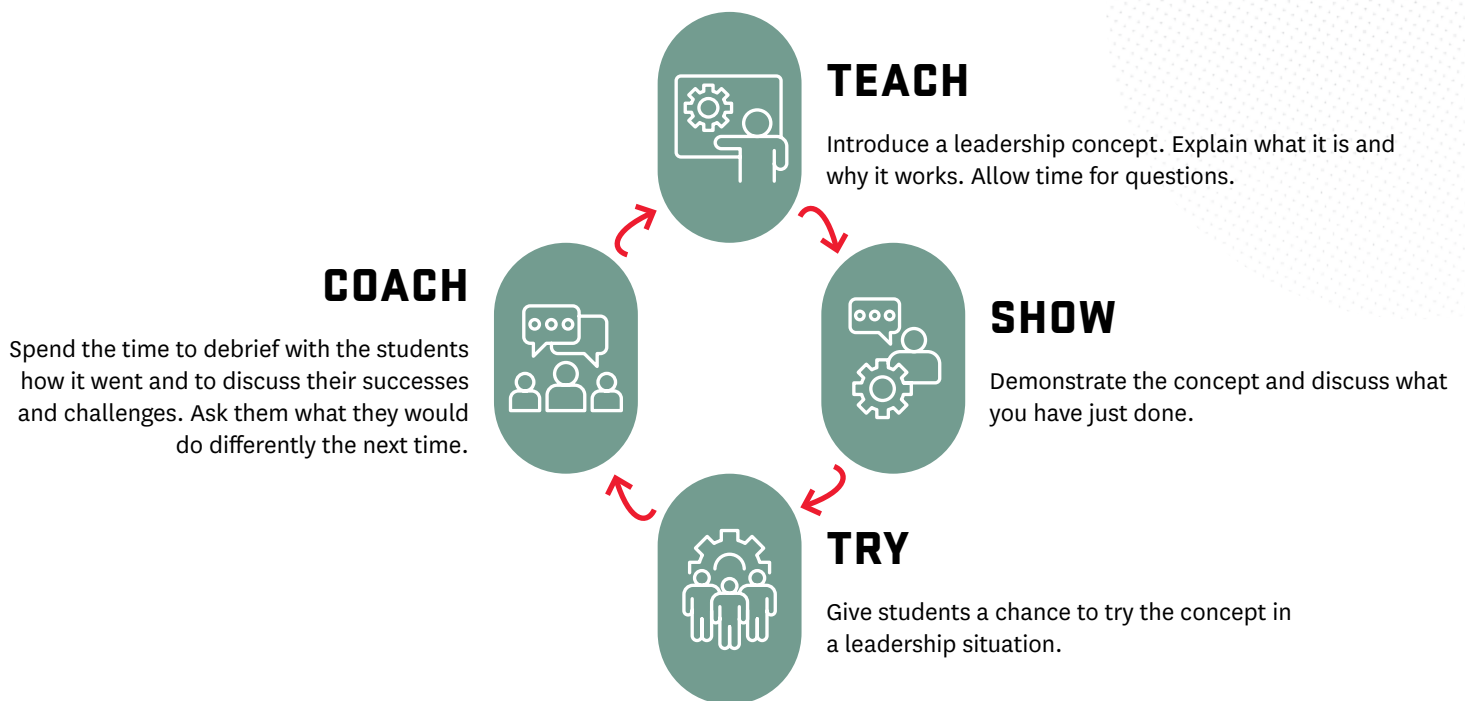 TEACH
Introduce a leadership concept. Explain what it is and
why it works. Allow time for questions.
SHOW
Demonstrate the concept and discuss what
you have just done.
TRY
Give students a chance to try the concept in
a leadership situation.
COACH
Spend the time to debrief with the students
how it went and to discuss their successes
and challenges. Ask them what they would
do differently the next time.